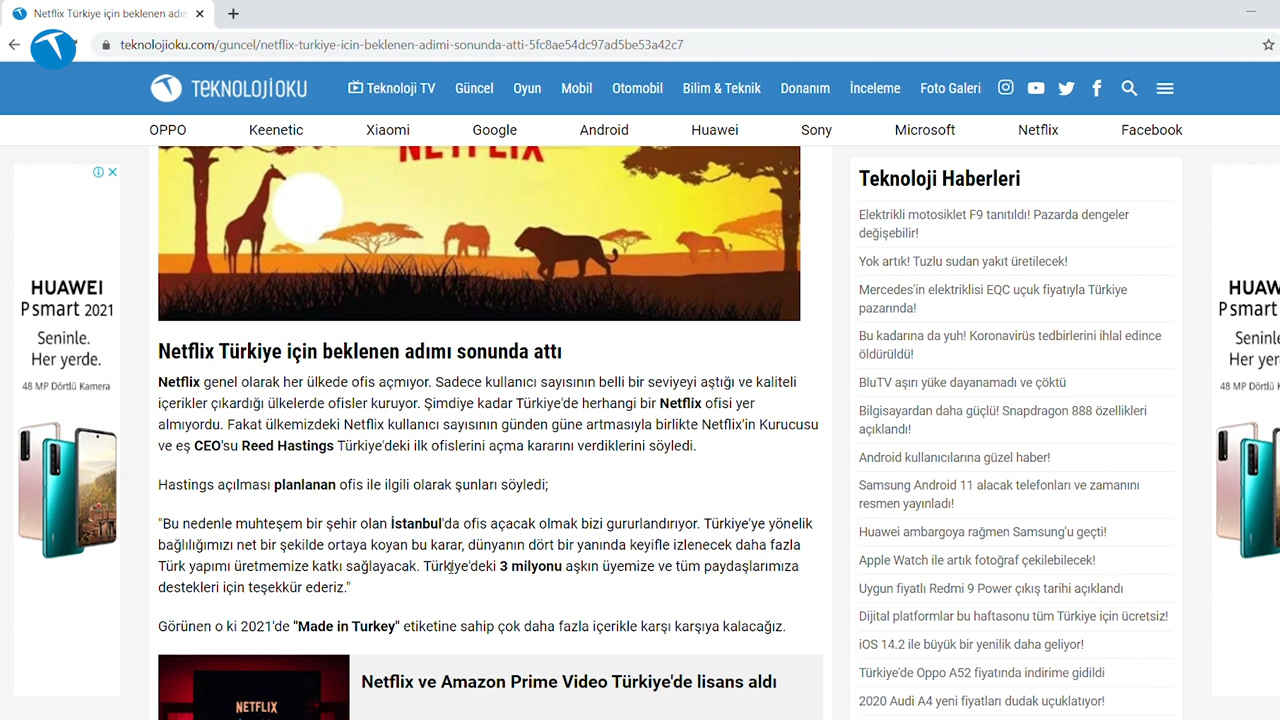 Netflix Türkiye için beklenen adım
teknolojioku.com/guncel/netflix-turkiye-icin-beklenen-adimi-sonunda-atti-5fc8ae54dc97ad5be53a42c7
TEKNOLOJİOKU
Teknoloji TV Güncel Oyun Mobil Otomobil Bilim & Teknik Donanım İnceleme Foto Galeri
OPPO Keenetic Xiaomi Google Android Huawei Sony Microsoft Netflix Facebook
NETFLIX
Netflix Türkiye için beklenen adımı sonunda attı
Netflix genel olarak her ülkede ofis açmıyor. Sadece kullanıcı sayısının belli bir seviyeyi aştığı ve kaliteli
içerikler çıkardığı ülkelerde ofisler kuruyor. Şimdiye kadar Türkiye'de herhangi bir Netflix ofisi yer
almıyordu. Fakat ülkemizdeki Netflix kullanıcı sayısının günden güne artmasıyla birlikte Netflix'in Kurucusu
ve eş CEO'su Reed Hastings Türkiye'deki ilk ofislerini açma kararını verdiklerini söyledi.
Hastings açılması planlanan ofis ile ilgili olarak şunları söyledi;
"Bu nedenle muhteşem bir şehir olan İstanbul'da ofis açacak olmak bizi gururlandırıyor. Türkiye'ye yönelik
bağlılığımızı net bir şekilde ortaya koyan bu karar, dünyanın dört bir yanında keyifle izlenecek daha fazla
Türk yapımı üretmemize katkı sağlayacak. Türkiye'deki 3 milyonu aşkın üyemize ve tüm paydaşlarımıza
destekleri için teşekkür ederiz."
Görünen o ki 2021'de "Made in Turkey" etiketine sahip çok daha fazla içerikle karşı karşıya kalacağız.
NETFLIX
Netflix ve Amazon Prime Video Türkiye'de lisans aldı
Teknoloji Haberleri
Elektrikli motosiklet F9 tanıtıldı! Pazarda dengeler
değişebilir!
Yok artık! Tuzlu sudan yakıt üretilecek!
Mercedes'in elektriklisi EQC uçuk fiyatıyla Türkiye
pazarında!
Bu kadarına da yuh! Koronavirüs tedbirlerini ihlal edince
öldürüldü!
BluTV aşırı yüke dayanamadı ve çöktü
Bilgisayardan daha güçlü! Snapdragon 888 özellikleri
açıklandı!
Android kullanıcılarına güzel haber!
Samsung Android 11 alacak telefonları ve zamanını
resmen yayınladı!
Huawei ambargoya rağmen Samsung'u geçti!
Apple Watch ile artık fotoğraf çekilebilecek!
Uygun fiyatlı Redmi 9 Power çıkış tarihi açıklandı
Dijital platformlar bu haftasonu tüm Türkiye için ücretsiz!
iOS 14.2 ile büyük bir yenilik daha geliyor!
Türkiye'de Oppo A52 fiyatında indirime gidildi
2020 Audi A4 yeni fiyatları dudak uçuklatıyor!
HUAWEI
P smart 2021
Seninle.
Her yerde.
48 MP Dörtlü Kamera
HUAW
P smart
Seninl
Her ye
48 MP Dörtlü